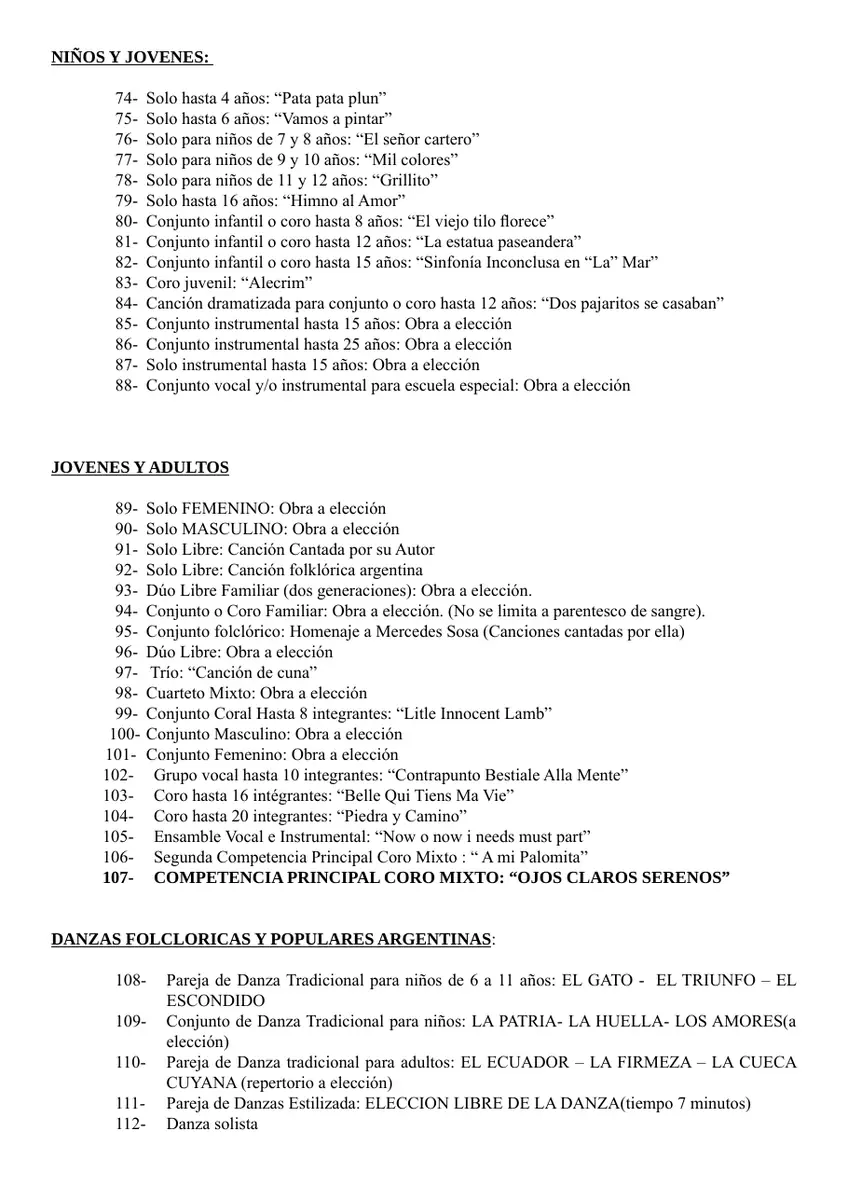 NIÑOS Y JOVENES:
74- Solo hasta 4 años: “Pata pata plun”
75- Solo hasta 6 años: “Vamos a pintar”
76- Solo para niños de 7 y 8 años: “El señor cartero”
77- Solo para niños de 9 y 10 años: “Mil colores”
78- Solo para niños de 11 y 12 años: “Grillito”
79- Solo hasta 16 años: “Himno al Amor”
80- Conjunto infantil o coro hasta 8 años: “El viejo tilo florece”
81- Conjunto infantil o coro hasta 12 años: “La estatua paseandera”
82- Conjunto infantil o coro hasta 15 años: “Sinfonía Inconclusa en “La” Mar”
83- Coro juvenil: “Alecrim”
84- Canción dramatizada para conjunto o coro hasta 12 años: “Dos pajaritos se casaban”
85- Conjunto instrumental hasta 15 años: Obra a elección
86- Conjunto instrumental hasta 25 años: Obra a elección
87- Solo instrumental hasta 15 años: Obra a elección
88- Conjunto vocal y/o instrumental para escuela especial: Obra a elección
JOVENES Y ADULTOS
89- Solo FEMENINO: Obra a elección
90- Solo MASCULINO: Obra a elección
91- Solo Libre: Canción Cantada por su Autor
92- Solo Libre: Canción folklórica argentina
93- Dúo Libre Familiar (dos generaciones): Obra a elección.
94- Conjunto o Coro Familiar: Obra a elección. (No se limita a parentesco de sangre).
95- Conjunto folclórico: Homenaje a Mercedes Sosa (Canciones cantadas por ella)
96- Dúo Libre: Obra a elección
97- Trío: “Canción de cuna”
98- Cuarteto Mixto: Obra a elección
99- Conjunto Coral Hasta 8 integrantes: “Litle Innocent Lamb”
100- Conjunto Masculino: Obra a elección
101- Conjunto Femenino: Obra a elección
102- Grupo vocal hasta 10 integrantes: “Contrapunto Bestiale Alla Mente”
103- Coro hasta 16 intégrantes: “Belle Qui Tiens Ma Vie”
104- Coro hasta 20 integrantes: “Piedra y Camino”
105- Ensamble Vocal e Instrumental: “Now o now i needs must part”
106- Segunda Competencia Principal Coro Mixto : “ A mi Palomita”
107- COMPETENCIA PRINCIPAL CORO MIXTO: “OJOS CLAROS SERENOS”
DANZAS FOLCLORICAS Y POPULARES ARGENTINAS:
108- Pareja de Danza Tradicional para niños de 6 a 11 años: EL GATO - EL TRIUNFO – EL
ESCONDIDO
109- Conjunto de Danza Tradicional para niños: LA PATRIA- LA HUELLA- LOS AMORES(a
elección)
110- Pareja de Danza tradicional para adultos: EL ECUADOR – LA FIRMEZA – LA CUECA
CUYANA (repertorio a elección)
111- Pareja de Danzas Estilizada: ELECCION LIBRE DE LA DANZA(tiempo 7 minutos)
112- Danza solista